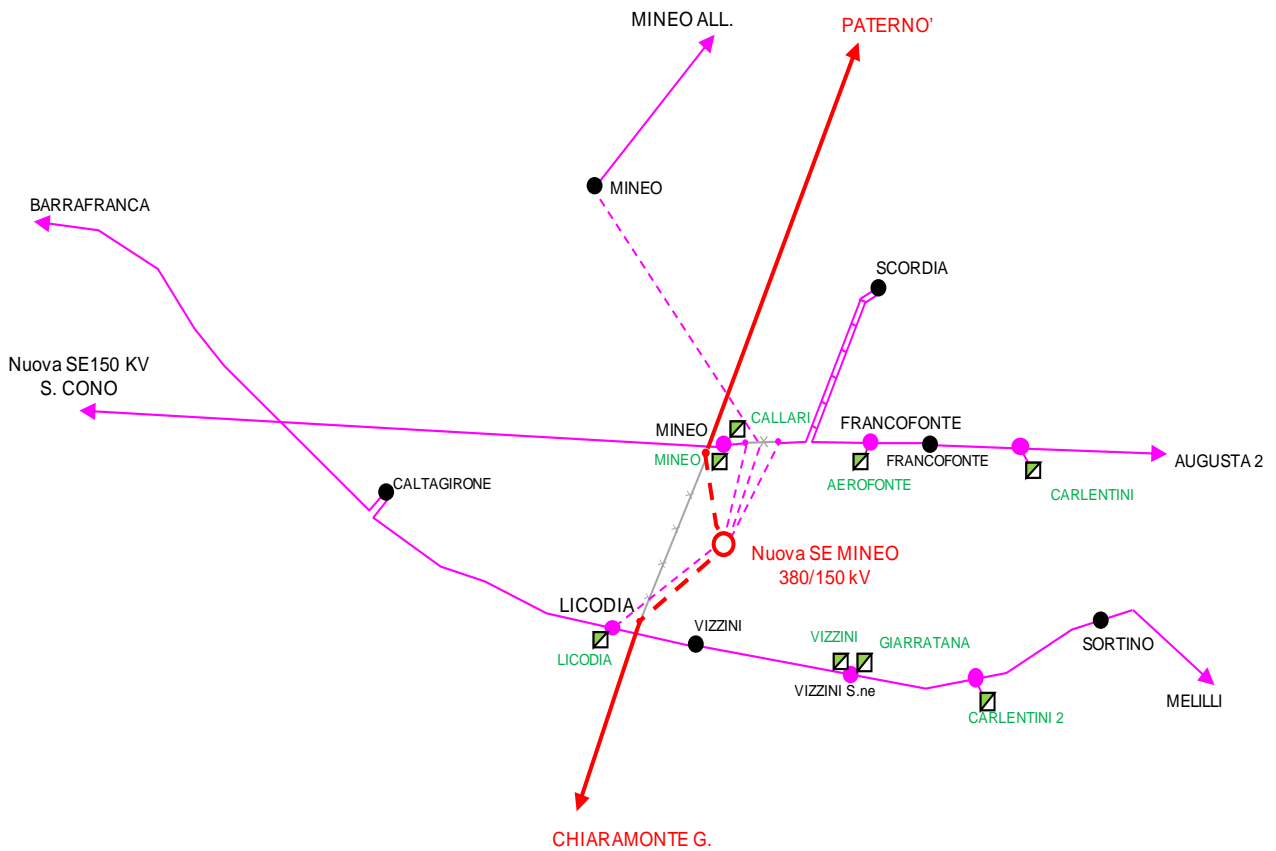 MINEO ALL.
PATERNO'
MINEO
BARRAFRANCA
SCORDIA
Nuova SE150 KV
S. CONO
CALLARI
MINEO
FRANCOFONTE
MINEO
FRANCOFONTE
AUGUSTA 2
CALTAGIRONE
AEROFONTE
CARLENTINI
Nuova SE MINEO
380/150 kV
LICODIA
VIZZINI
VIZZINI
GIARRATANA
SORTINO
LICODIA
VIZZINI S.ne
MELILLI
CARLENTINI 2
CHIARAMONTE G.